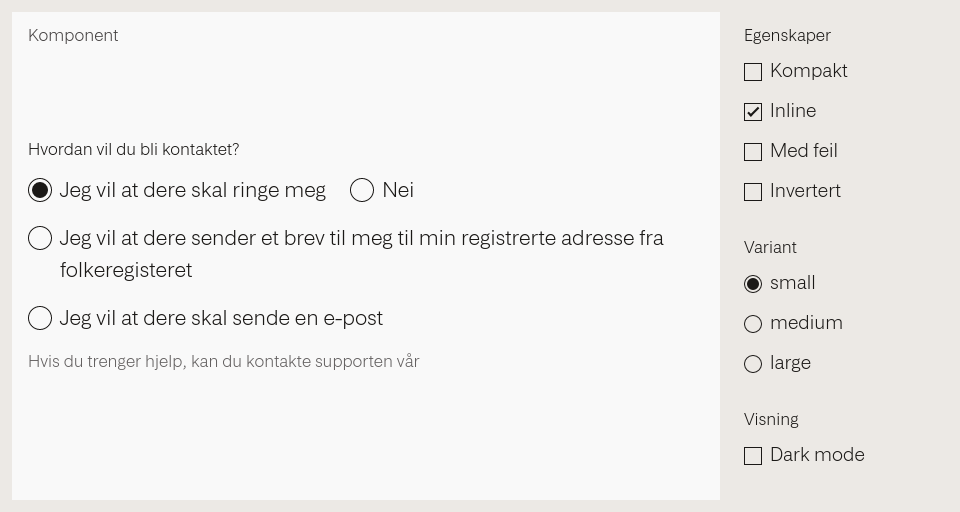 Komponent
Hvordan vil du bli kontaktet?
Jeg vil at dere skal ringe meg Nei
Jeg vil at dere sender et brev til meg til min registrerte adresse fra
folkeregisteret
Jeg vil at dere skal sende en e-post
Hvis du trenger hjelp, kan du kontakte supporten vår
Egenskaper
Kompakt
Inline
Med feil
Invertert
Variant
small
medium
large
Visning
Dark mode